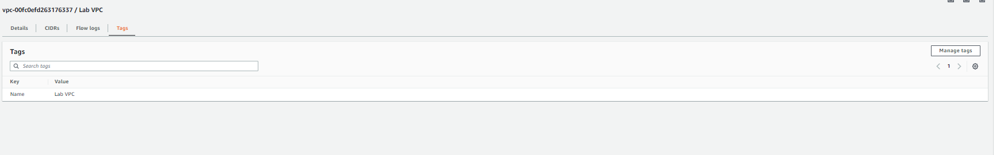 vpc-00fc0efd263176337 / Lab VPC
Details CIDRs Flow logs Tags
Tags Manage tags
Search tags 1
Key Value
Name Lab VPC